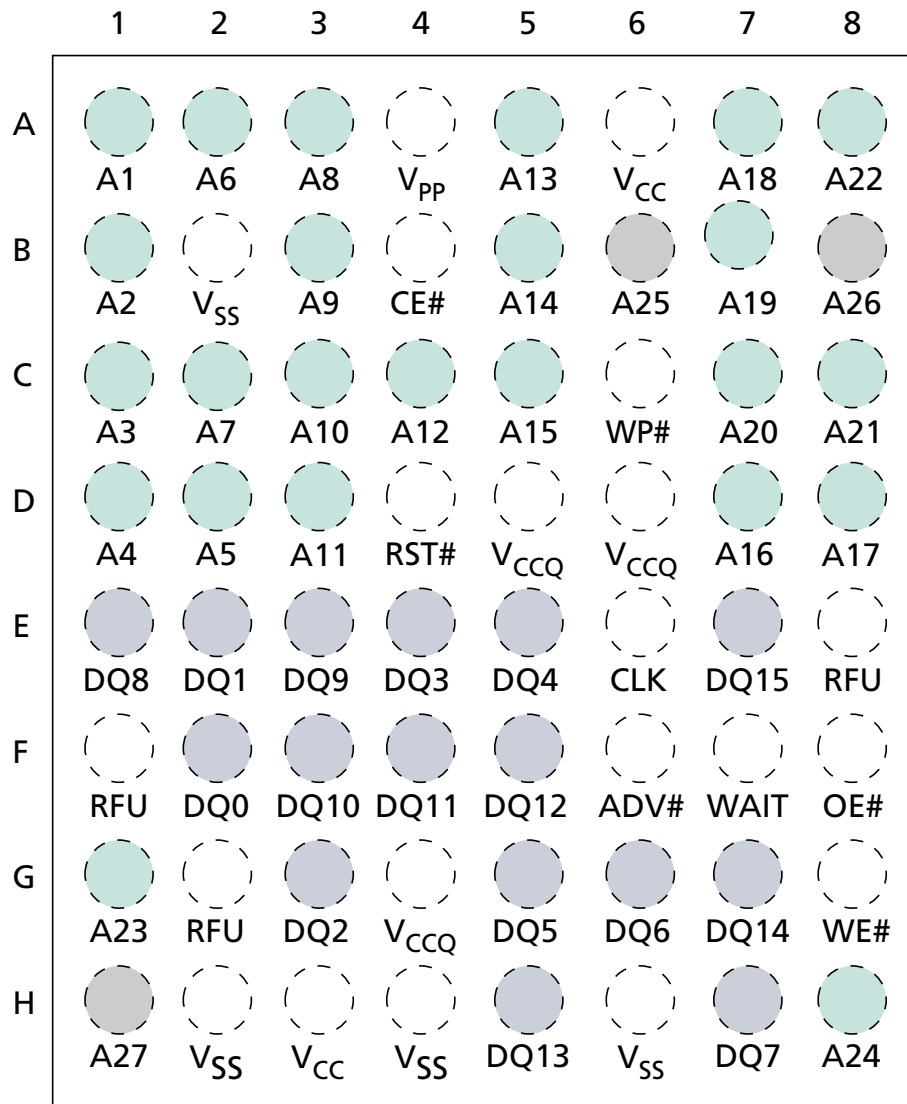 1 2 3 4 5 6 7 8
A
A1 A6 A8 VPP A13 VCC A18 A22
B
A2 VSS A9 CE# A14 A25 A19 A26
C
A3 A7 A10 A12 A15 WP# A20 A21
D
A4 A5 A11 RST# VCCQ VCCQ A16 A17
E
DQ8 DQ1 DQ9 DQ3 DQ4 CLK DQ15 RFU
F
RFU DQ0 DQ10 DQ11 DQ12 ADV# WAIT OE#
G
A23 RFU DQ2 VCCQ DQ5 DQ6 DQ14 WE#
H
A27 VSS VCC VSS DQ13 VSS DQ7 A24